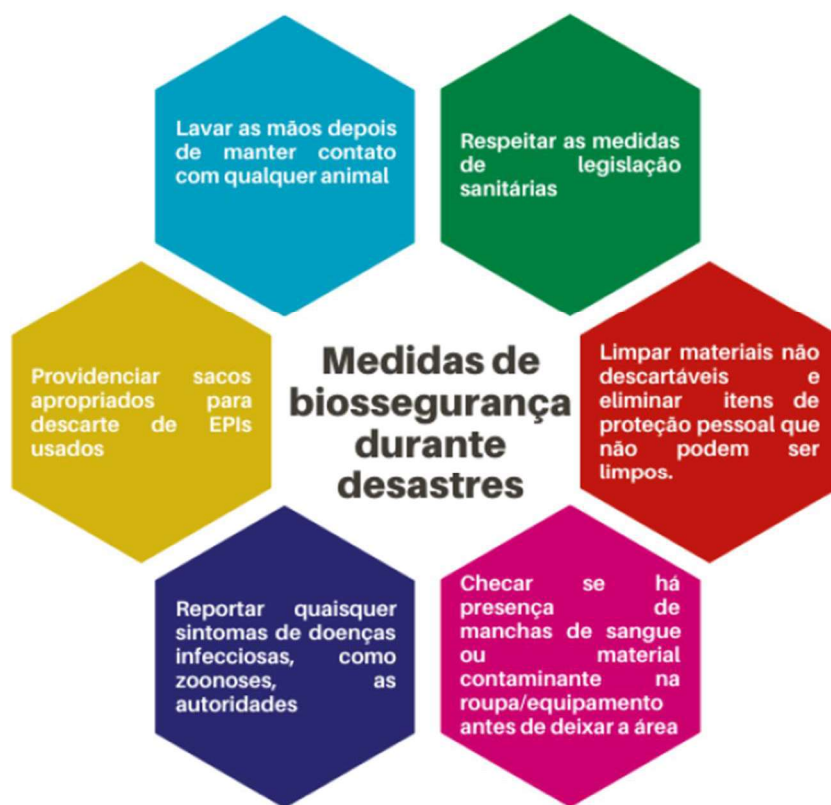 Lavar as mãos depois
de manter contato
com qualquer animal
Respeitar as medidas
de legislação
sanitárias
Providenciar sacos
apropriados para
descarte de EPIs
usados
Medidas de
biossegurança
durante
desastres
Limpar materiais não
descartáveis e
eliminar itens de
proteção pessoal que
não podem ser
limpos.
Reportar quaisquer
sintomas de doenças
infecciosas, como
zoonoses, as
autoridades
Checar se há
presença de
manchas de sangue
ou material
contaminante na
roupa/equipamento
antes de deixar a área